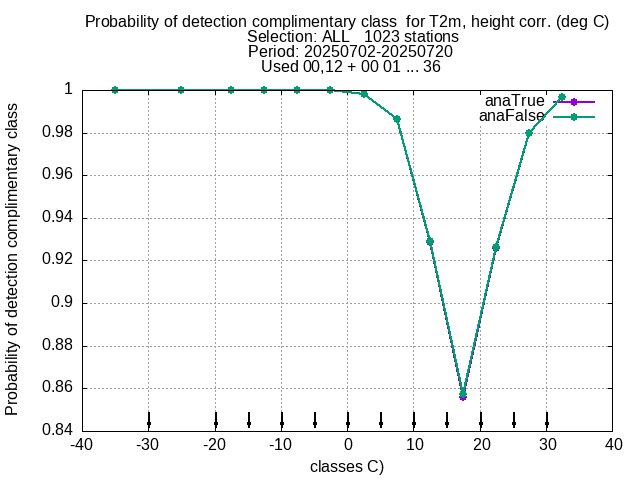 Probability of detection complimentary class  for T2m, height corr. (deg C)
Selection: ALL   1023 stations
Period: 20250702-20250720
Used 00,12 + 00 01 ... 36
Probability of detection complimentary class
1
0.98
0.96
0.94
0.92
0.9
0.88
0.86
0.84
anaTrue
anaFalse
-40 -30 -20 -10 0 10 20 30 40
classes C)